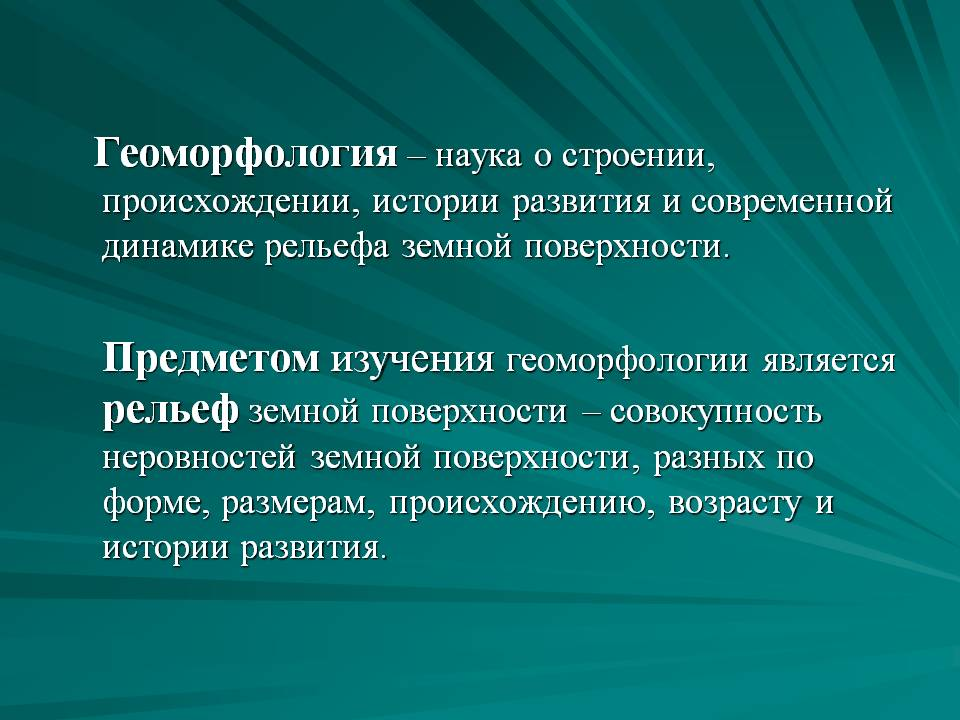 Геоморфология – наука о строении,
происхождении, истории развития и современной
динамике рельефа земной поверхности.
Предметом изучения геоморфологии является
рельеф земной поверхности – совокупность
неровностей земной поверхности, разных по
форме, размерам, происхождению, возрасту и
истории развития.